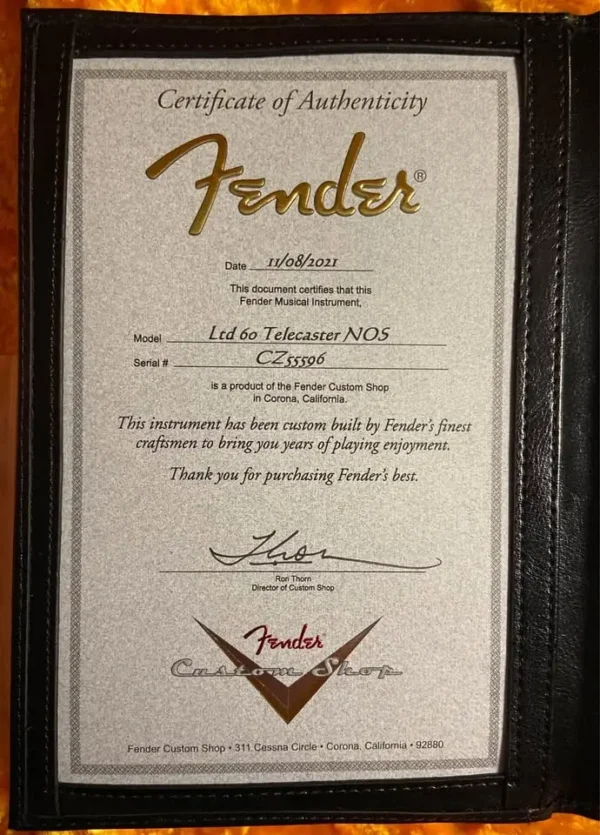 Certificate of Authenticity
Fender®
Date 11/08/2021
This document certifies that this
Fender Musical Instrument,
Model Ltd 60 Telecaster NOS
Serial # CZ55596
is a product of the Fender Custom Shop
in Corona, California.
This instrument has been custom built by Fender's finest
craftsmen to bring you years of playing enjoyment.
Thank you for purchasing Fender's best.
Thorn
Ron Thorn
Director of Custom Shop
Fender
Custom Shop
Fender Custom Shop • 311 Cessna Circle • Corona, California • 92880